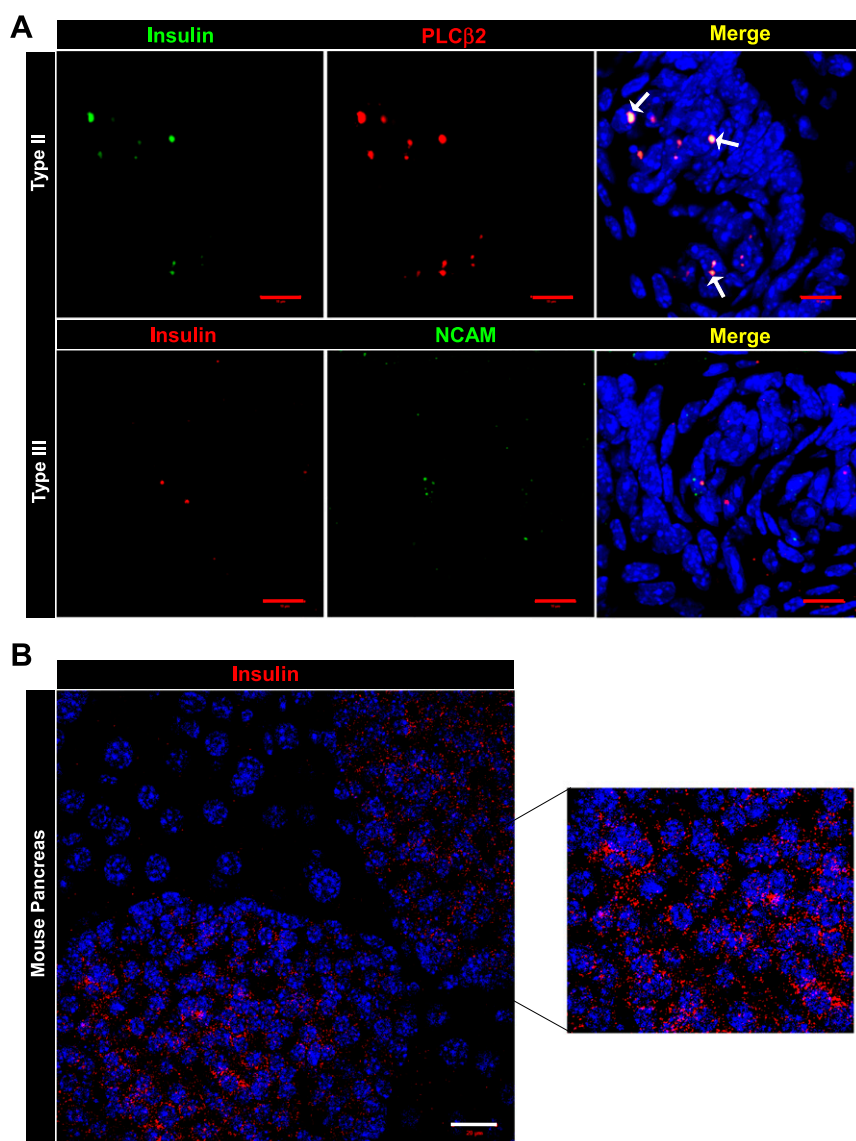 A
Insulin
PLCβ2
Merge
Type II
Insulin
NCAM
Merge
Type III
B
Insulin
Mouse Pancreas